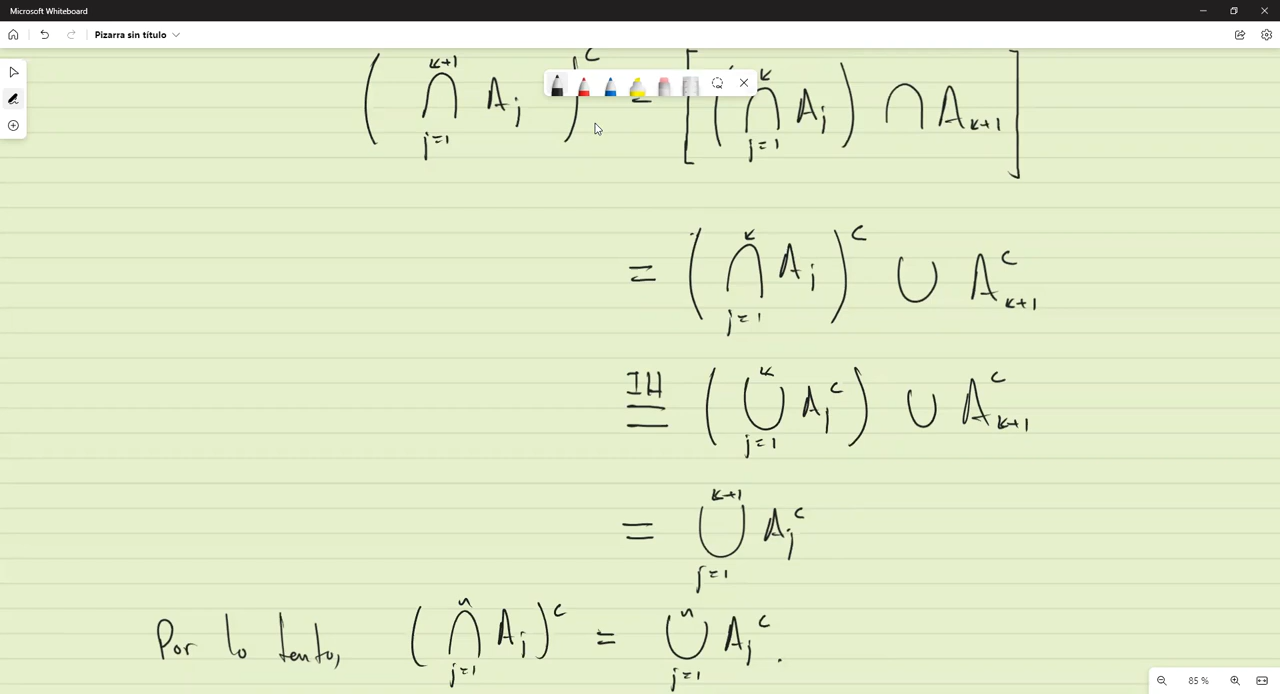 Microsoft Whiteboard
Pizarra sin título
( ⋂_{j=1}^{k+1} A_j )^c = [ ( ⋂_{j=1}^{k} A_j ) ∩ A_{k+1} ]
= ( ⋂_{j=1}^{k} A_j )^c ∪ A_{k+1}^c
IH
= ( ⋃_{j=1}^{k} A_j^c ) ∪ A_{k+1}^c
= ⋃_{j=1}^{k+1} A_j^c
Por lo tanto, ( ⋂_{j=1}^{n} A_j )^c = ⋃_{j=1}^{n} A_j^c .
85 %